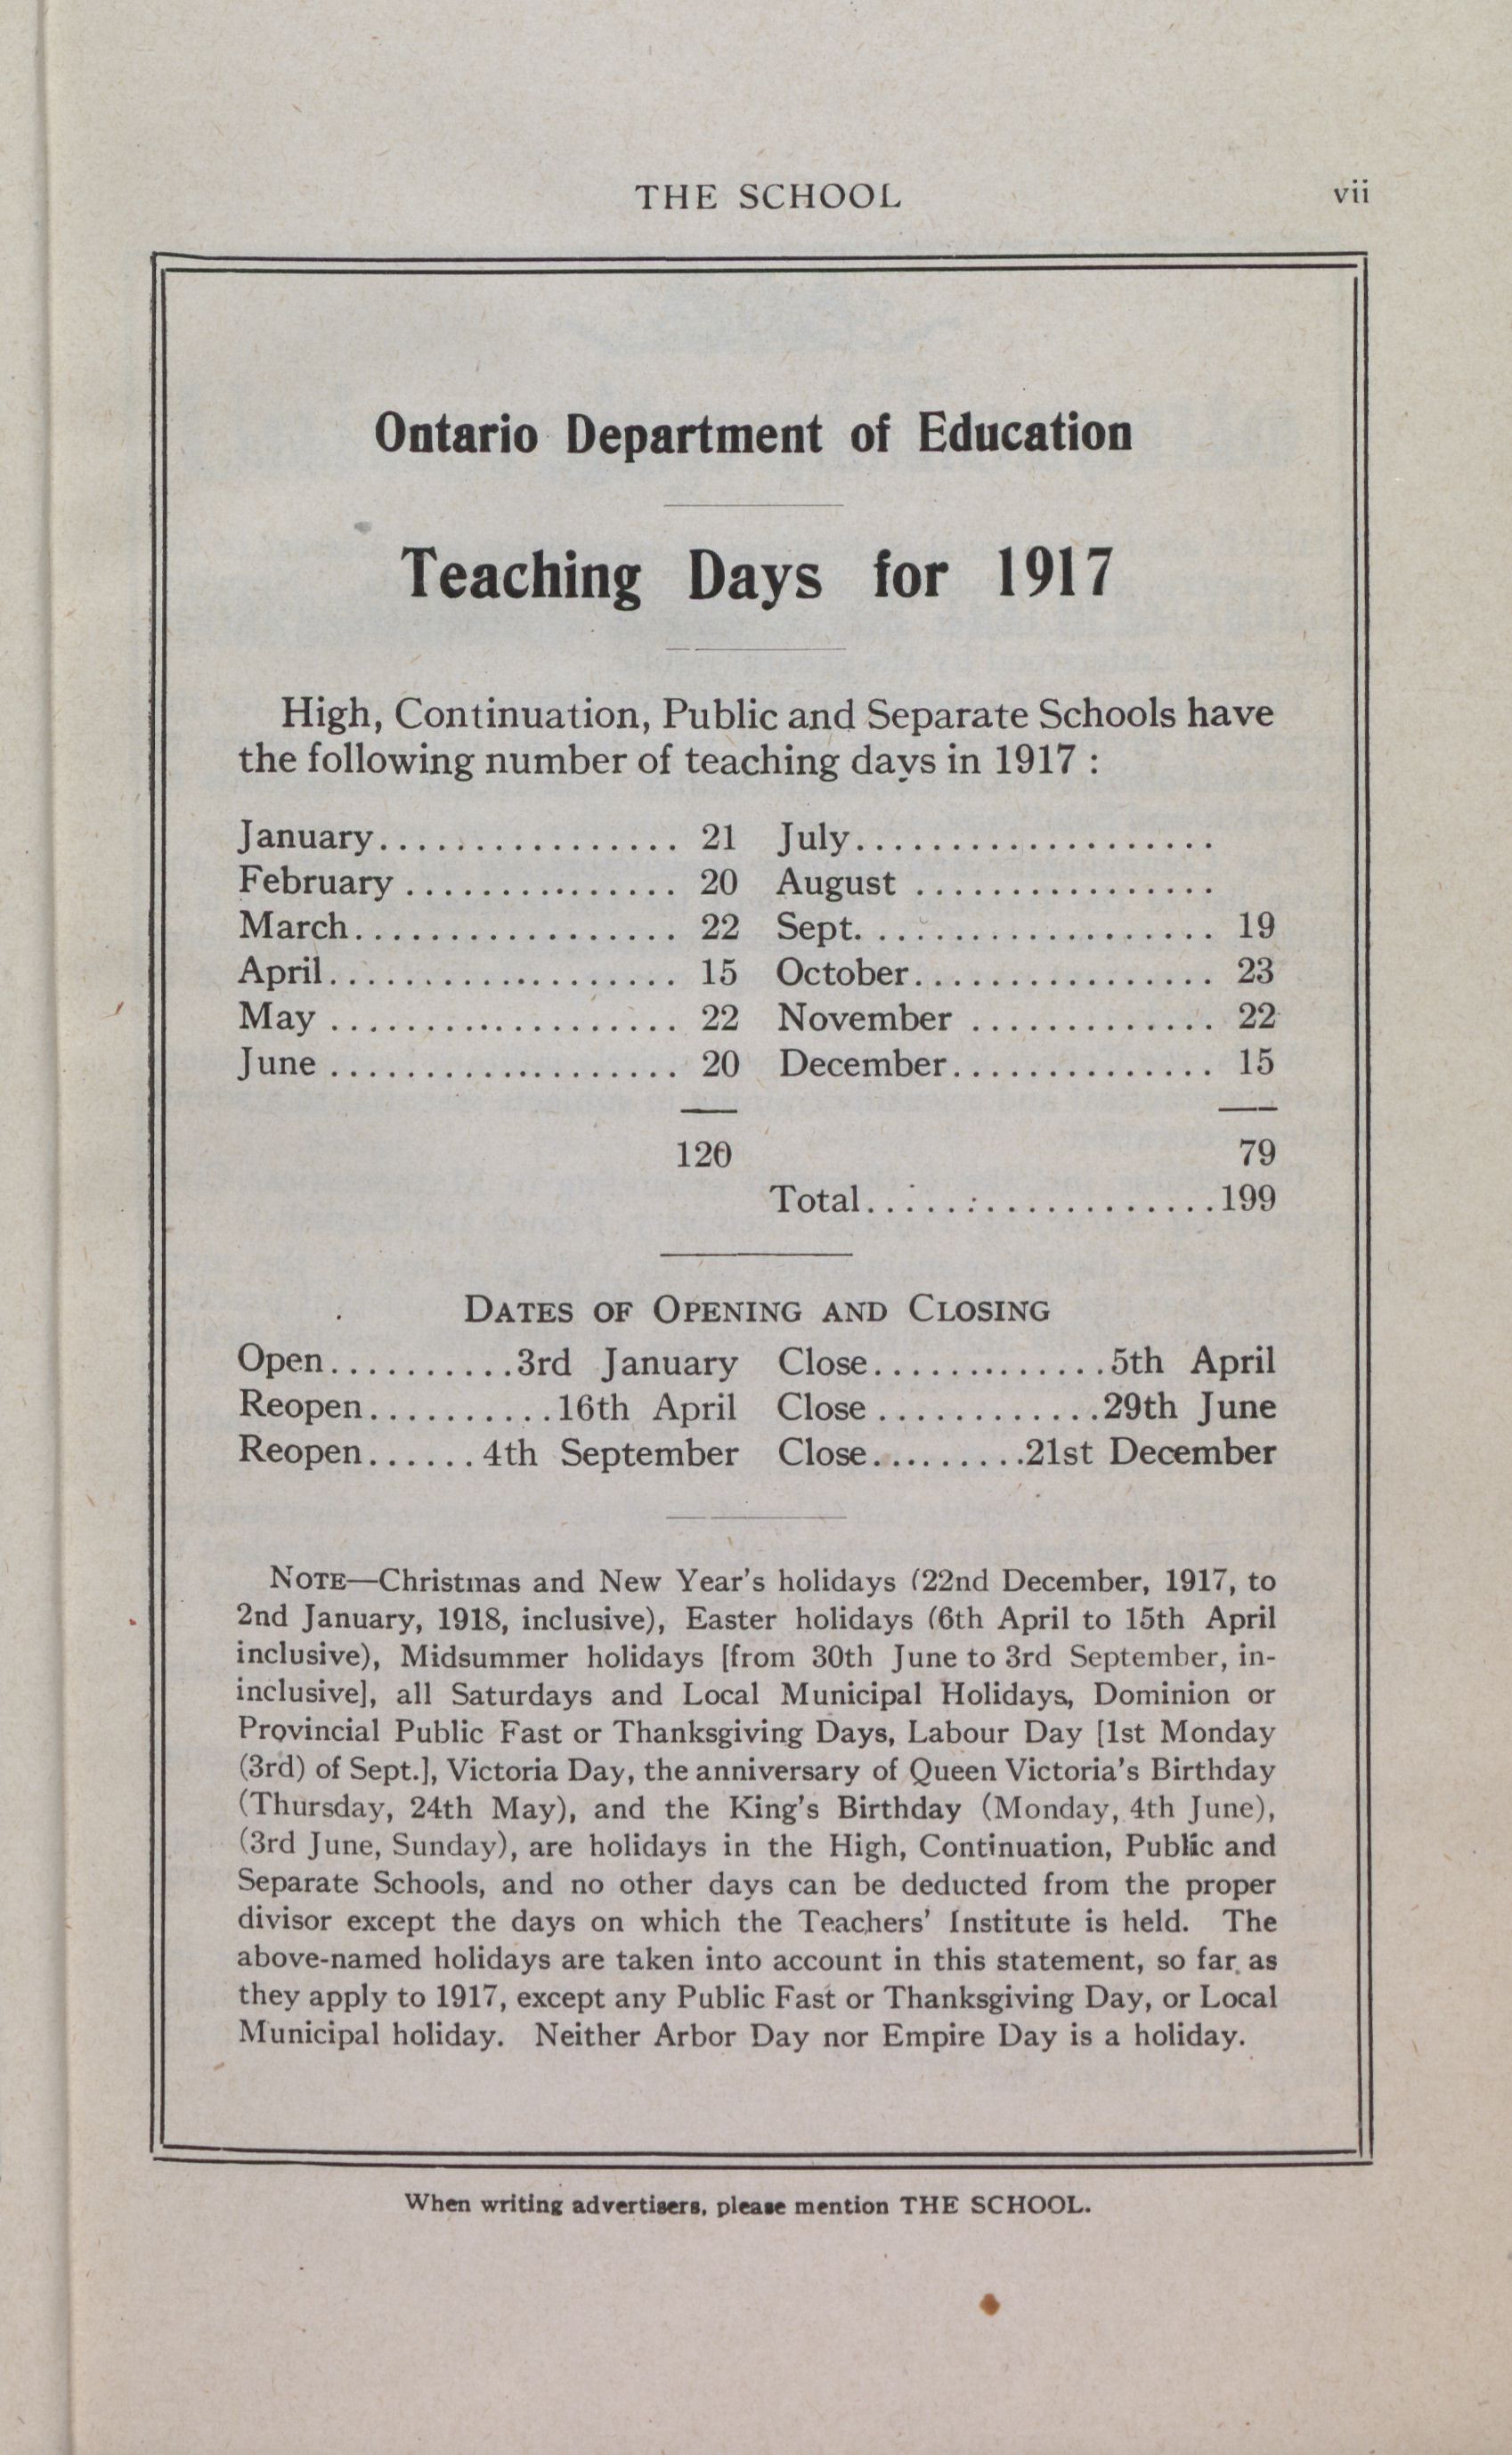 THE SCHOOL vii
Ontario Department of Education
Teaching Days for 1917
High, Continuation, Public and Separate Schools have
the following number of teaching days in 1917 :
January................ 21 July...................
February ............... 20 August ................
March................. 22 Sept. .................. 19
April................... 15 October................ 23
May ................... 22 November ............. 22
June ................... 20 December.............. 15
120 79
Total...................199
DATES OF OPENING AND CLOSING
Open..........3rd January Close.............5th April
Reopen..........16th April Close ............29th June
Reopen......4th September Close.........21st December
NOTE—Christmas and New Year's holidays (22nd December, 1917, to
2nd January, 1918, inclusive), Easter holidays (6th April to 15th April
inclusive), Midsummer holidays [from 30th June to 3rd September, in-
inclusive], all Saturdays and Local Municipal Holidays, Dominion or
Provincial Public Fast or Thanksgiving Days, Labour Day [1st Monday
(3rd) of Sept.], Victoria Day, the anniversary of Queen Victoria's Birthday
(Thursday, 24th May), and the King's Birthday (Monday, 4th June),
(3rd June, Sunday), are holidays in the High, Continuation, Public and
Separate Schools, and no other days can be deducted from the proper
divisor except the days on which the Teachers' Institute is held. The
above-named holidays are taken into account in this statement, so far as
they apply to 1917, except any Public Fast or Thanksgiving Day, or Local
Municipal holiday. Neither Arbor Day nor Empire Day is a holiday.
When writing advertisers, please mention THE SCHOOL.